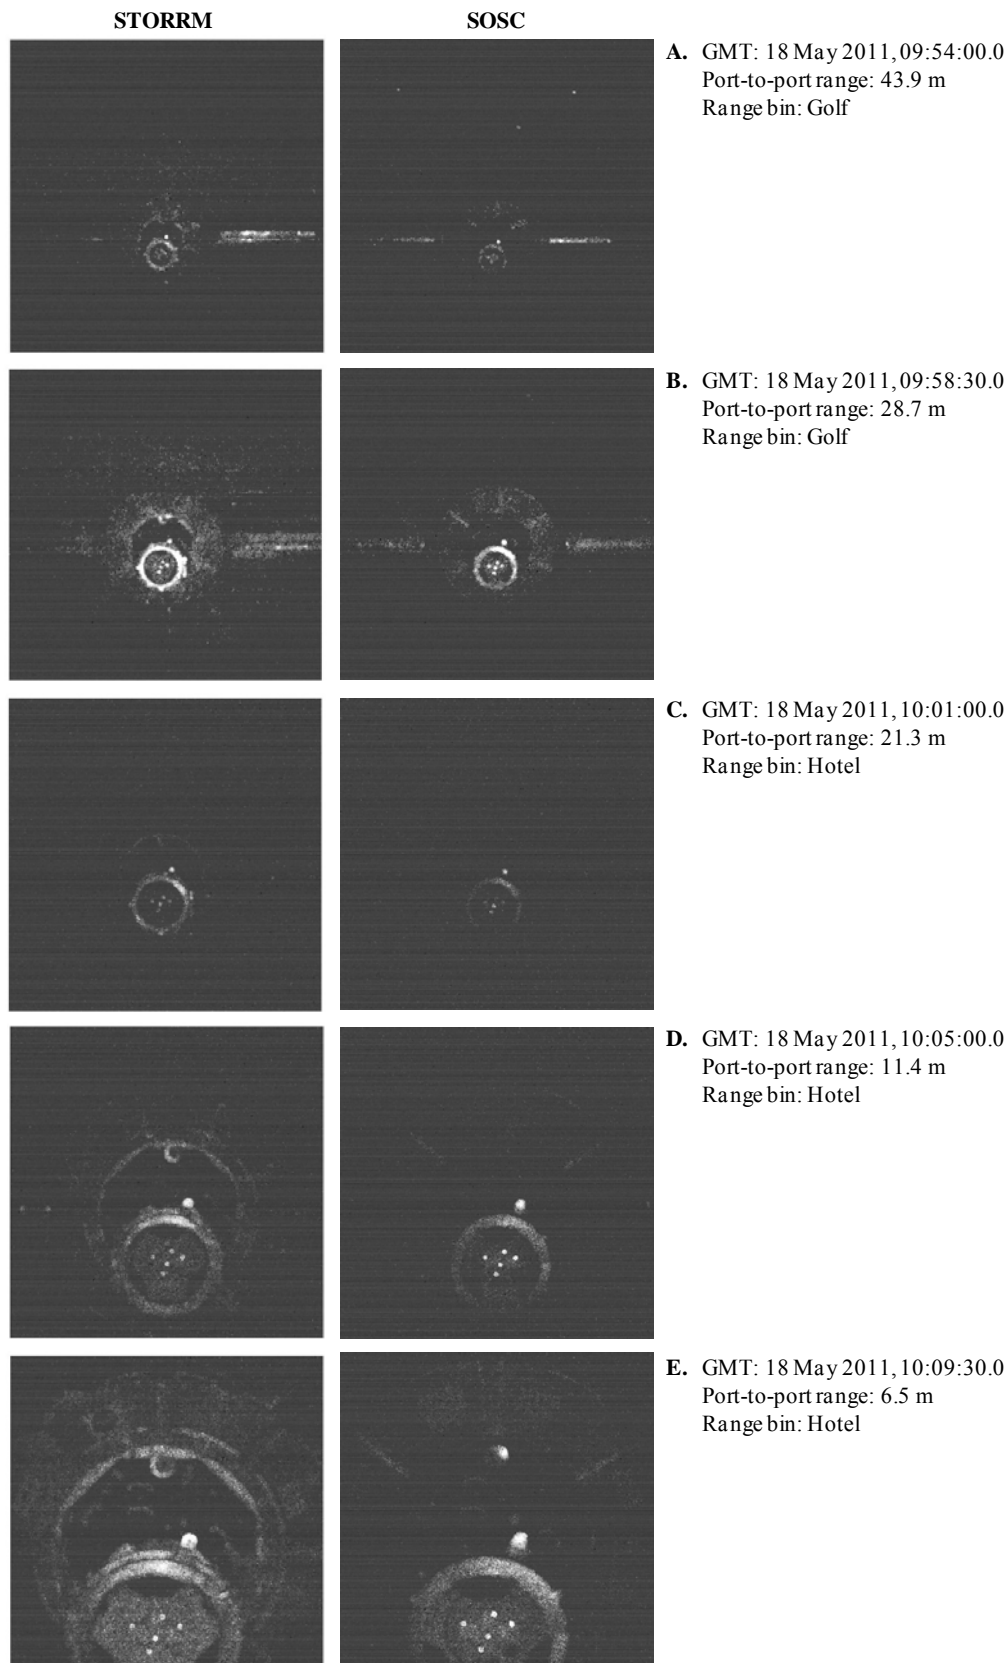 STORRM SOSC
A. GMT: 18 May 2011, 09:54:00.0
Port-to-port range: 43.9 m
Range bin: Golf
B. GMT: 18 May 2011, 09:58:30.0
Port-to-port range: 28.7 m
Range bin: Golf
C. GMT: 18 May 2011, 10:01:00.0
Port-to-port range: 21.3 m
Range bin: Hotel
D. GMT: 18 May 2011, 10:05:00.0
Port-to-port range: 11.4 m
Range bin: Hotel
E. GMT: 18 May 2011, 10:09:30.0
Port-to-port range: 6.5 m
Range bin: Hotel